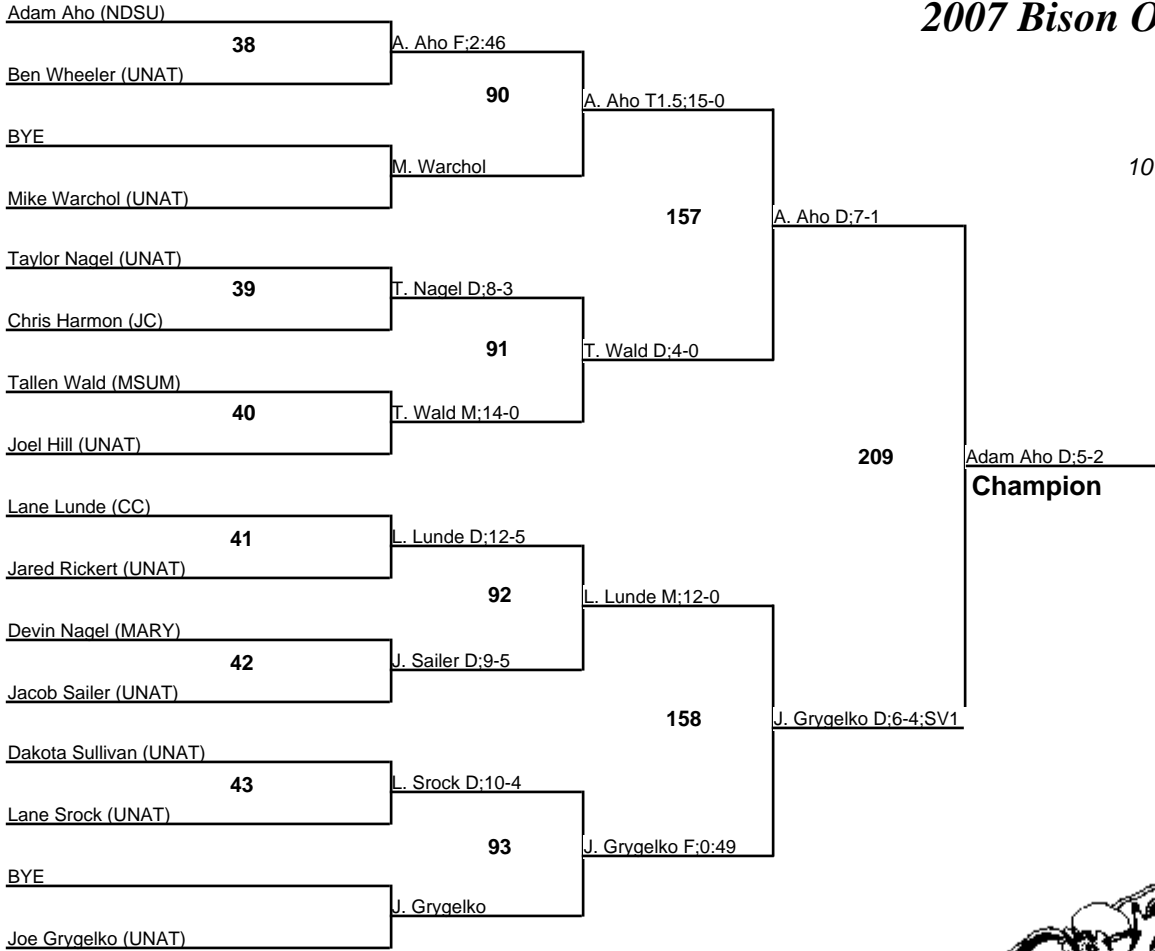 2007 Bison O
10
Adam Aho (NDSU)
38
Ben Wheeler (UNAT)
A. Aho F;2:46
90
BYE
M. Warchol
Mike Warchol (UNAT)
A. Aho T1.5;15-0
157
Taylor Nagel (UNAT)
39
Chris Harmon (JC)
T. Nagel D;8-3
91
Tallen Wald (MSUM)
40
Joel Hill (UNAT)
T. Wald M;14-0
T. Wald D;4-0
A. Aho D;7-1
209
Adam Aho D;5-2
Champion
Lane Lunde (CC)
41
Jared Rickert (UNAT)
L. Lunde D;12-5
92
Devin Nagel (MARY)
42
Jacob Sailer (UNAT)
J. Sailer D;9-5
L. Lunde M;12-0
158
J. Grygelko D;6-4;SV1
Dakota Sullivan (UNAT)
43
Lane Srock (UNAT)
L. Srock D;10-4
93
BYE
J. Grygelko
Joe Grygelko (UNAT)
J. Grygelko F;0:49